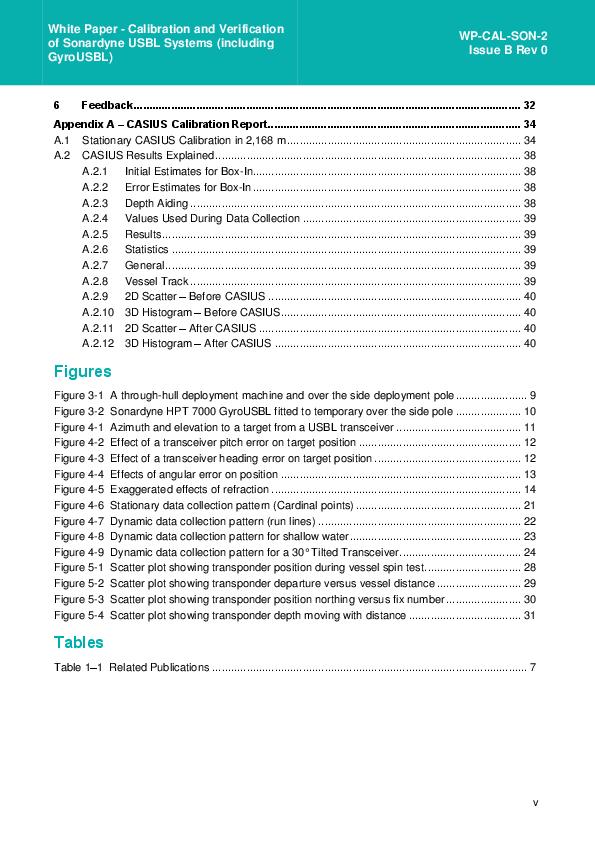 White Paper - Calibration and Verification
of Sonardyne USBL Systems (including
GyroUSBL)
WP-CAL-SON-2
Issue B Rev 0
6 Feedback 32
Appendix A – CASIUS Calibration Report 34
A.1 Stationary CASIUS Calibration in 2,168 m 34
A.2 CASIUS Results Explained 38
A.2.1 Initial Estimates for Box-In 38
A.2.2 Error Estimates for Box-In 38
A.2.3 Depth Aiding 38
A.2.4 Values Used During Data Collection 39
A.2.5 Results 39
A.2.6 Statistics 39
A.2.7 General 39
A.2.8 Vessel Track 39
A.2.9 2D Scatter – Before CASIUS 40
A.2.10 3D Histogram – Before CASIUS 40
A.2.11 2D Scatter – After CASIUS 40
A.2.12 3D Histogram – After CASIUS 40
Figures
Figure 3-1 A through-hull deployment machine and over the side deployment pole 9
Figure 3-2 Sonardyne HPT 7000 GyroUSBL fitted to temporary over the side pole 10
Figure 4-1 Azimuth and elevation to a target from a USBL transceiver 11
Figure 4-2 Effect of a transceiver pitch error on target position 12
Figure 4-3 Effect of a transceiver heading error on target position 12
Figure 4-4 Effects of angular error on position 13
Figure 4-5 Exaggerated effects of refraction 14
Figure 4-6 Stationary data collection pattern (Cardinal points) 21
Figure 4-7 Dynamic data collection pattern (run lines) 22
Figure 4-8 Dynamic data collection pattern for shallow water 23
Figure 4-9 Dynamic data collection pattern for a 30° Tilted Transceiver 24
Figure 5-1 Scatter plot showing transponder position during vessel spin test 28
Figure 5-2 Scatter plot showing transponder departure versus vessel distance 29
Figure 5-3 Scatter plot showing transponder position northing versus fix number 30
Figure 5-4 Scatter plot showing transponder depth moving with distance 31
Tables
Table 1–1 Related Publications 7
v